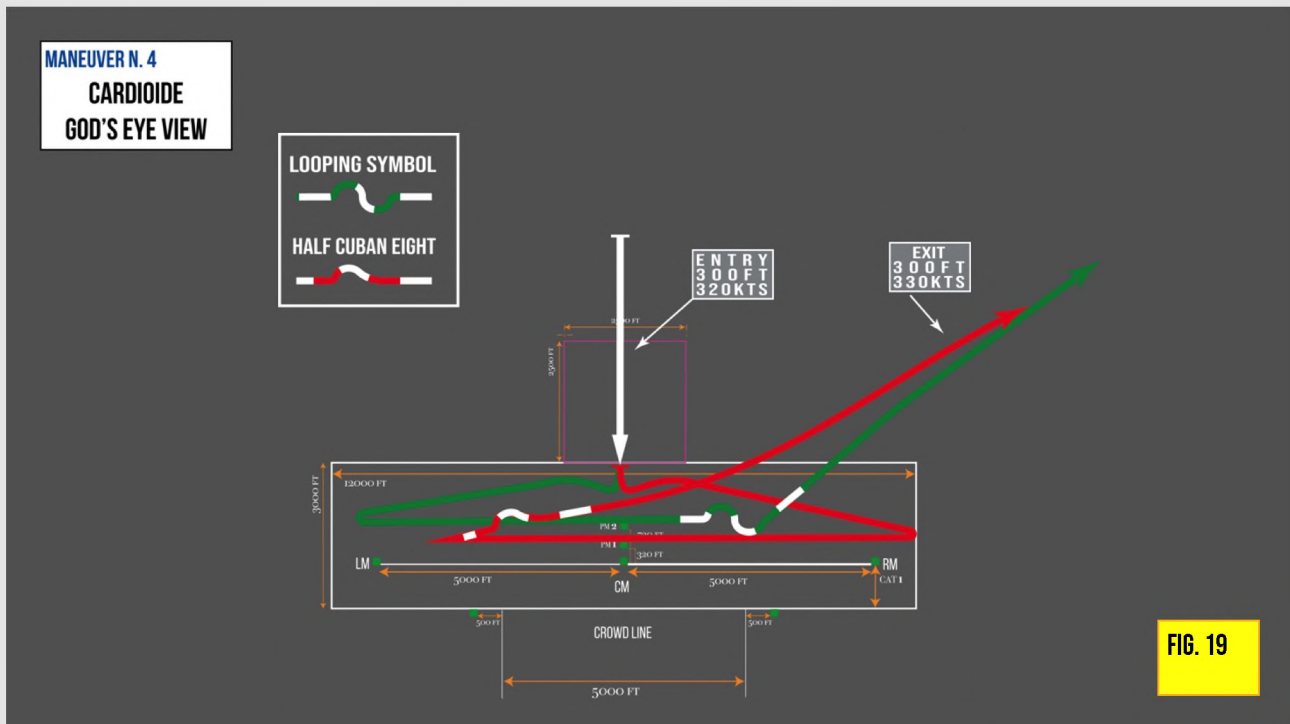 MANEUVER N. 4
CARDIOIDE
GOD'S EYE VIEW
LOOPING SYMBOL
HALF CUBAN EIGHT
ENTRY
300FT
320KTS
EXIT
300FT
330KTS
2500 FT
12000 FT
3000 FT
PM 2
PM 1
320 FT
LM
RM
5000 FT
5000 FT
CAT 1
CM
500 FT
500 FT
CROWD LINE
5000 FT
FIG. 19